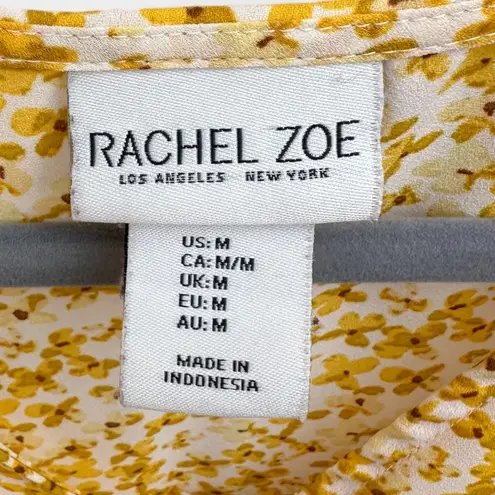 RACHEL ZOE
LOS ANGELES NEW YORK
US: M
CA: M/M
UK: M
EU: M
AU: M
MADE IN
INDONESIA